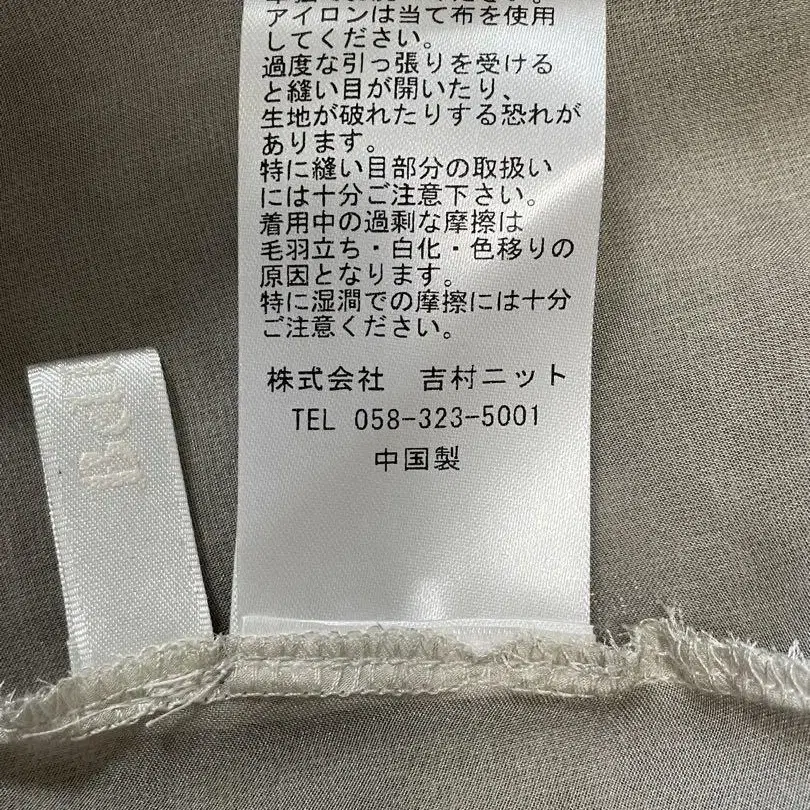 アイロンは当て布を使用
してください。
過度な引っ張りを受ける
と縫い目が開いたり、
生地が破れたりする恐れが
あります。
特に縫い目部分の取扱い
には十分ご注意下さい。
着用中の過剰な摩擦は
毛羽立ち・白化・色移りの
原因となります。
特に湿潤での摩擦には十分
ご注意ください。
株式会社 吉村ニット
TEL 058-323-5001
中国製